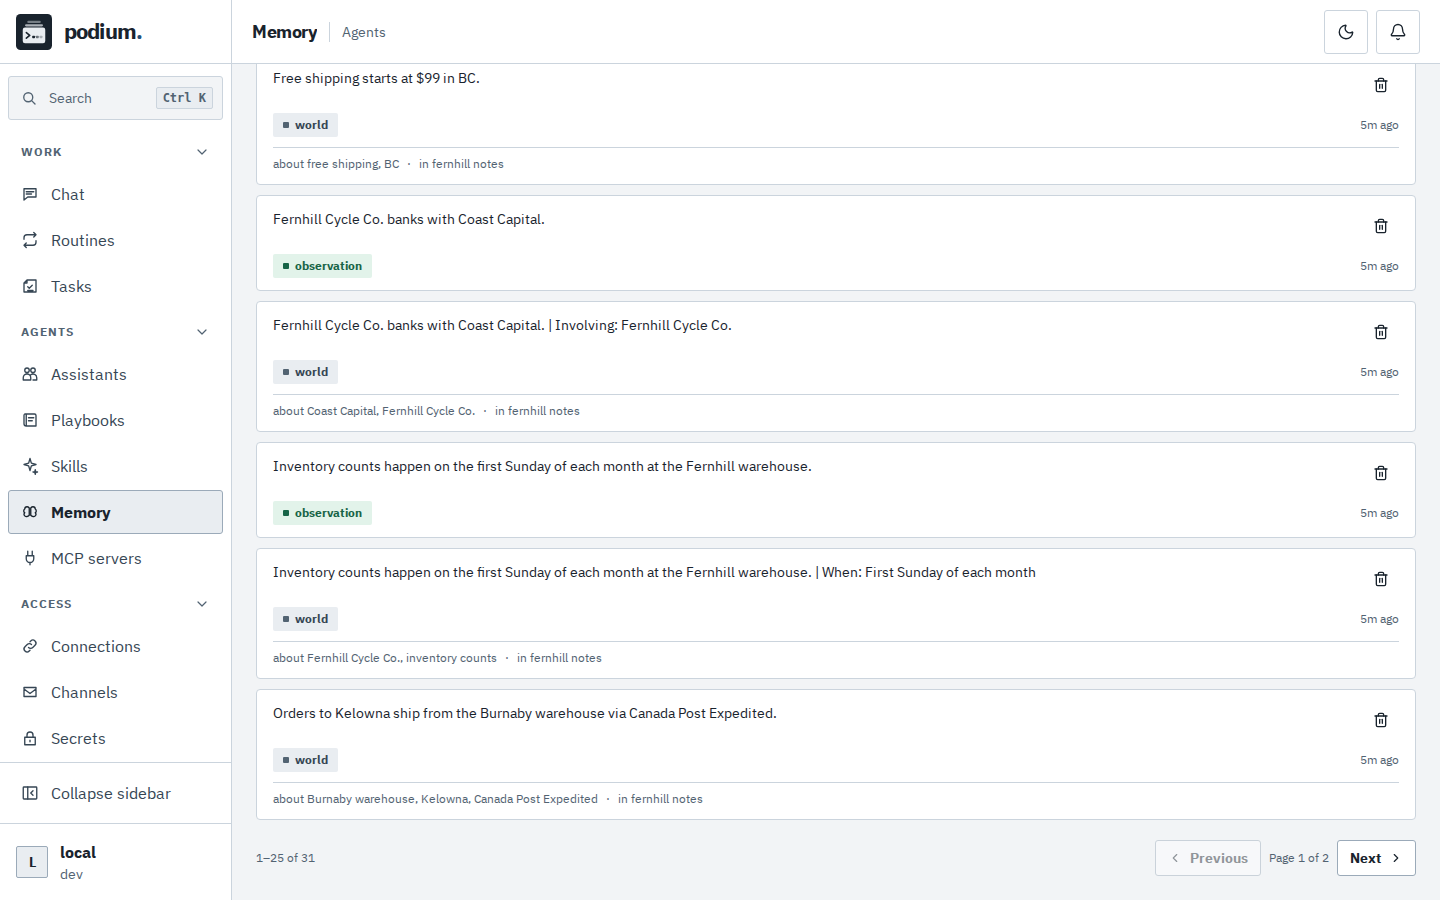 podium.
Memory
Agents
Search
Ctrl K
WORK
Chat
Routines
Tasks
AGENTS
Assistants
Playbooks
Skills
Memory
MCP servers
ACCESS
Connections
Channels
Secrets
Collapse sidebar
L
local
dev
Free shipping starts at $99 in BC.
world
5m ago
about free shipping, BC · in fernhill notes
Fernhill Cycle Co. banks with Coast Capital.
observation
5m ago
Fernhill Cycle Co. banks with Coast Capital. | Involving: Fernhill Cycle Co.
world
5m ago
about Coast Capital, Fernhill Cycle Co. · in fernhill notes
Inventory counts happen on the first Sunday of each month at the Fernhill warehouse.
observation
5m ago
Inventory counts happen on the first Sunday of each month at the Fernhill warehouse. | When: First Sunday of each month
world
5m ago
about Fernhill Cycle Co., inventory counts · in fernhill notes
Orders to Kelowna ship from the Burnaby warehouse via Canada Post Expedited.
world
5m ago
about Burnaby warehouse, Kelowna, Canada Post Expedited · in fernhill notes
1–25 of 31
Previous
Page 1 of 2
Next